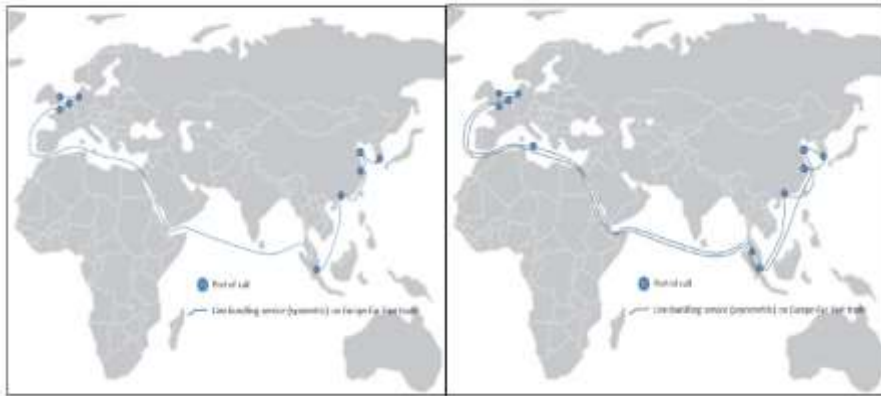 Port of call
Line-bundling service (symmetric) on Europe-Far East trade
Port of call
Line-bundling service (asymmetric) on Europe-Far East trade